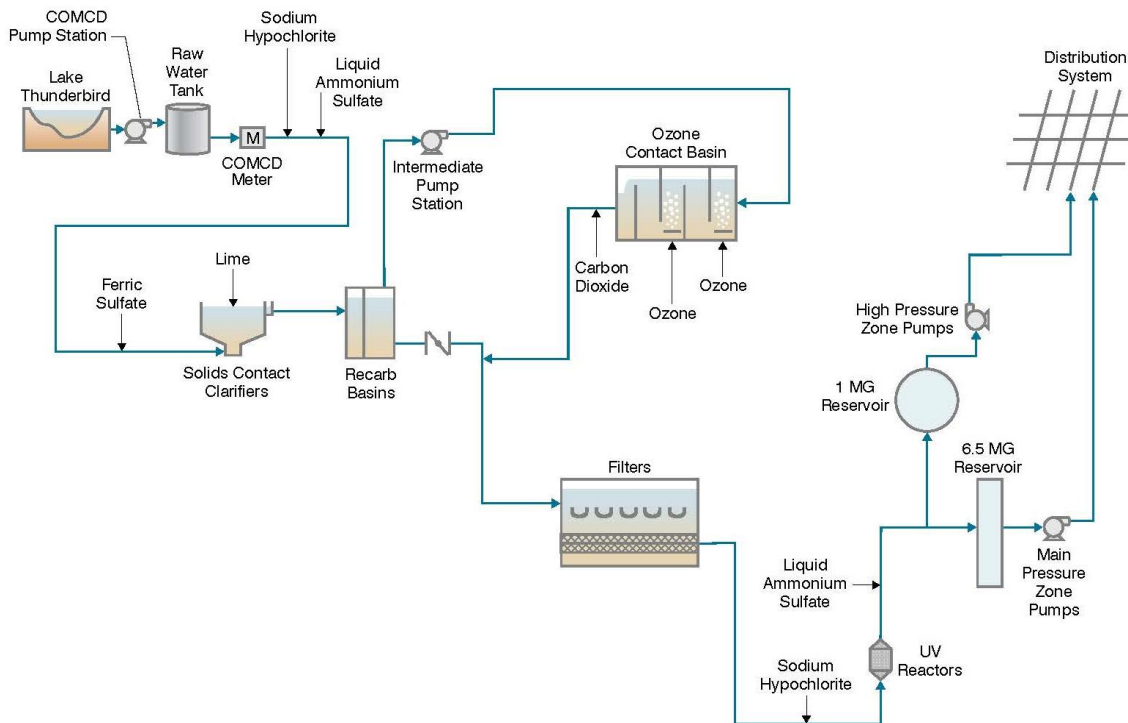 COMCD
Pump Station
Lake
Thunderbird
Raw
Water
Tank
M
COMCD
Meter
Sodium
Hypochlorite
Liquid
Ammonium
Sulfate
Intermediate
Pump
Station
Ozone
Contact Basin
Carbon
Dioxide
Ozone
Ozone
Distribution
System
Ferric
Sulfate
Lime
Solids Contact
Clarifiers
Recarb
Basins
High Pressure
Zone Pumps
1 MG
Reservoir
6.5 MG
Reservoir
Main
Pressure
Zone
Pumps
Filters
Liquid
Ammonium
Sulfate
UV
Reactors
Sodium
Hypochlorite